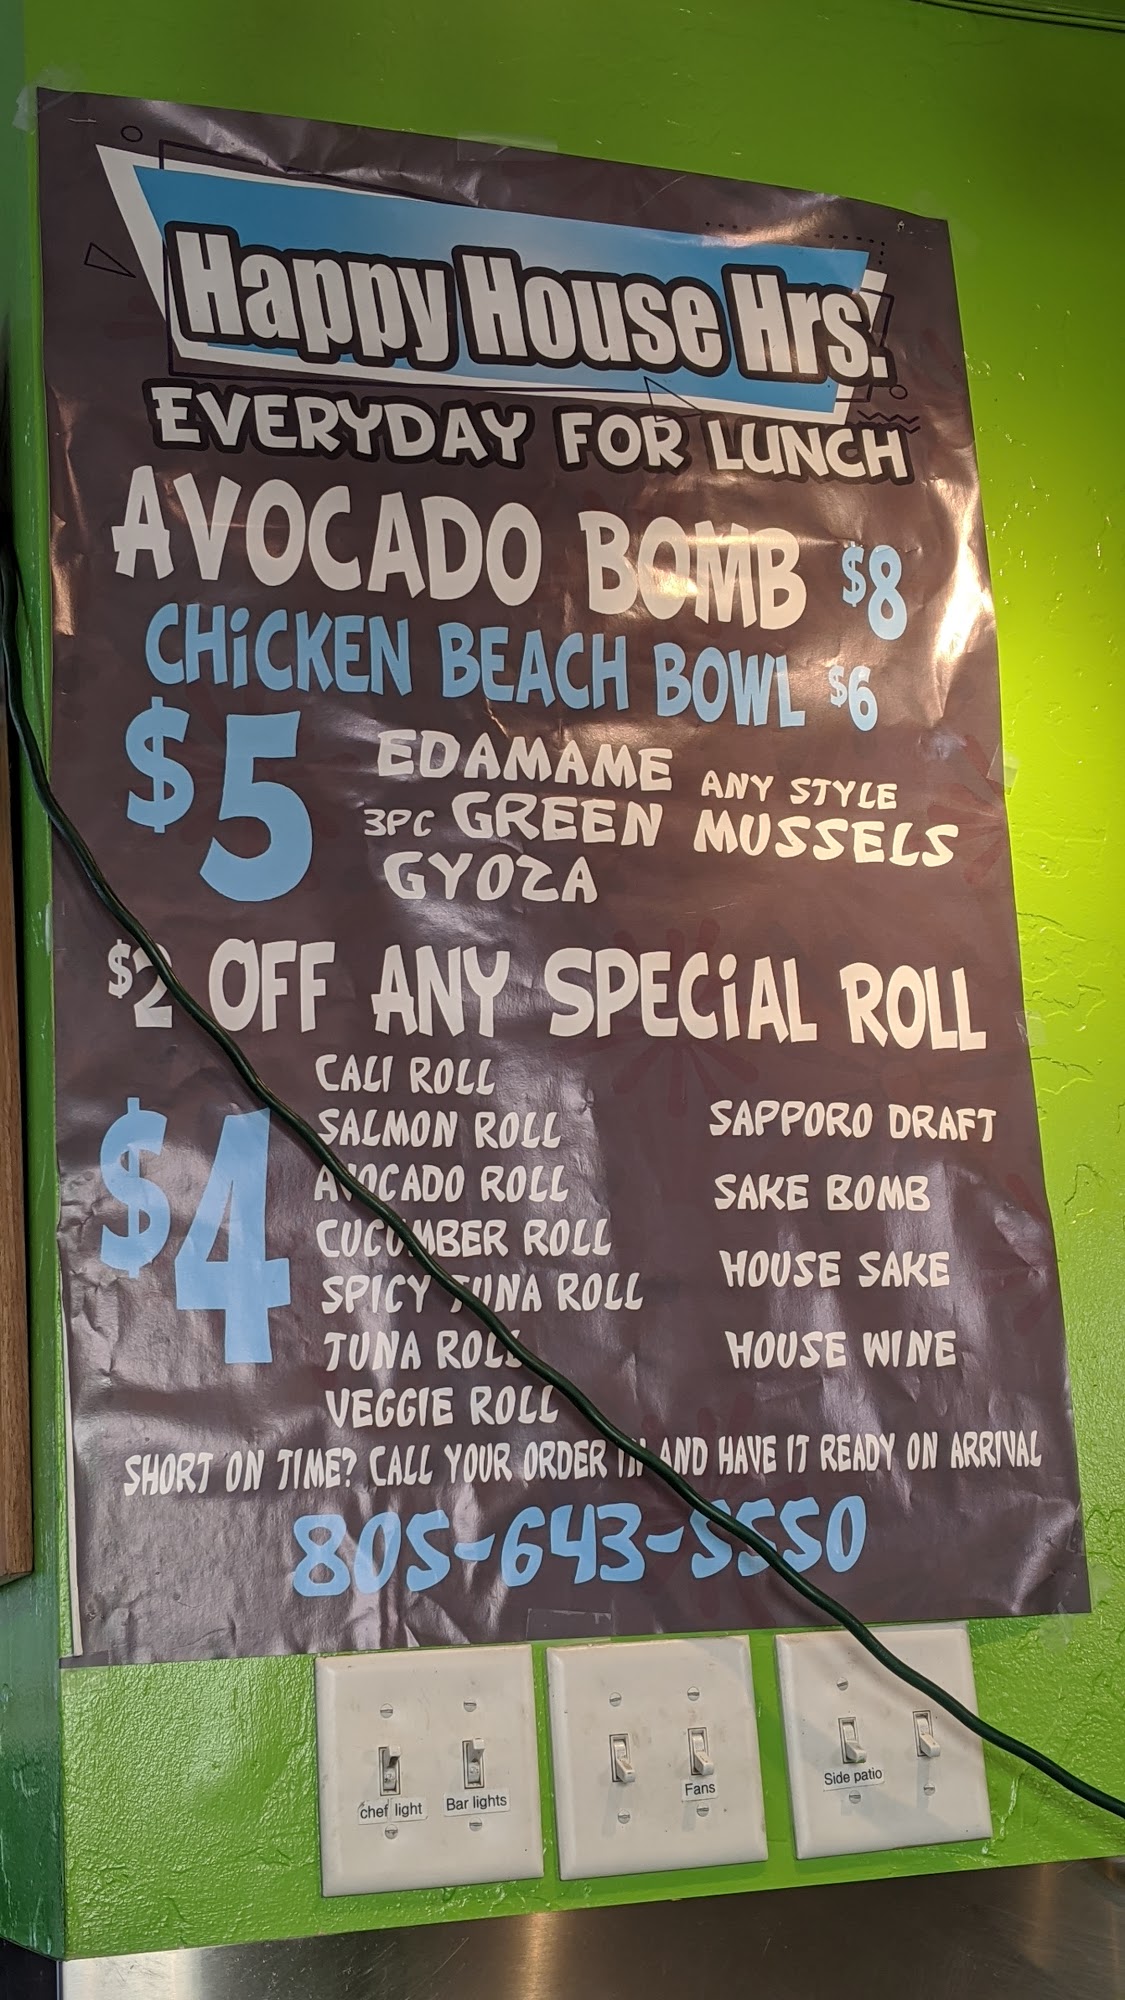 Happy House Hrs.
EVERYDAY FOR LUNCH
AVOCADO BOMB $8
CHiCKEN BEACH BOWL $6
$5
EDAMAME ANY STYLE
3PC GREEN MUSSELS
GYOZA
$2 OFF ANY SPECiAL ROLL
$4
CALI ROLL
SALMON ROLL
AVOCADO ROLL
CUCUMBER ROLL
SPICY TUNA ROLL
TUNA ROLL
VEGGIE ROLL
SAPPORO DRAFT
SAKE BOMB
HOUSE SAKE
HOUSE WINE
SHORT ON TIME? CALL YOUR ORDER IN AND HAVE IT READY ON ARRIVAL
805-643-5550
chef light
Bar lights
Fans
Side patio